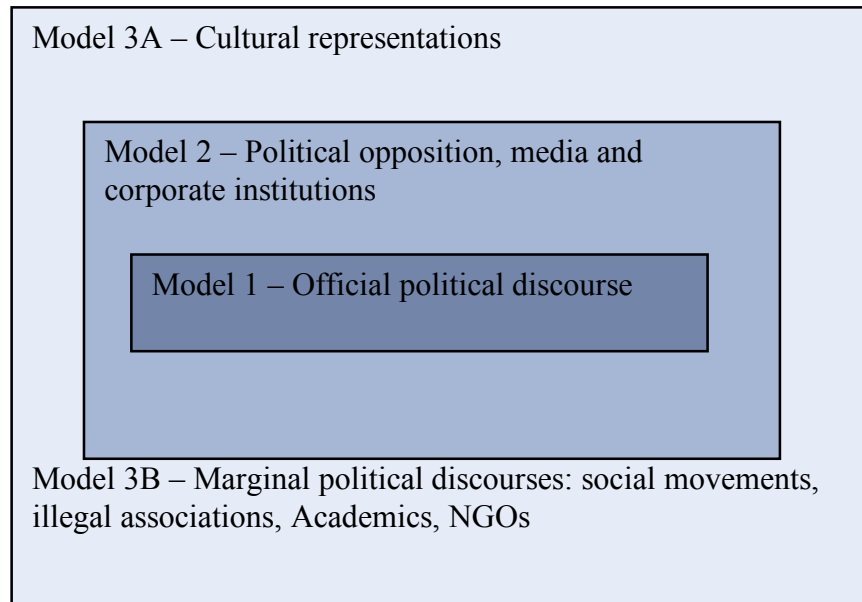 Model 3A – Cultural representations
Model 2 – Political opposition, media and
corporate institutions
Model 1 – Official political discourse
Model 3B – Marginal political discourses: social movements,
illegal associations, Academics, NGOs